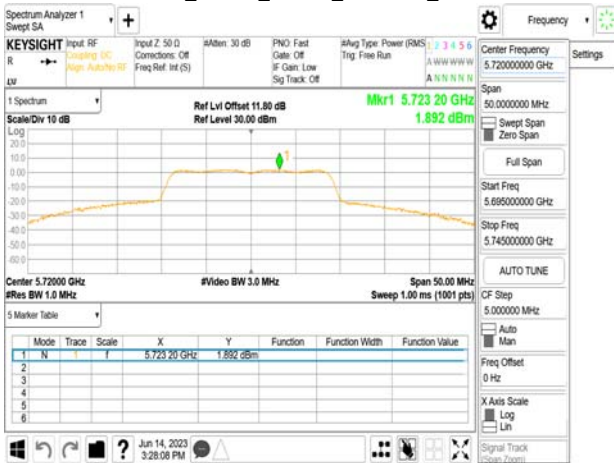 Spectrum Analyzer 1
Swept SA
Frequency
KEYSIGHT
R
Input: RF
Coupling: DC
Align: Auto/No RF
Input Z: 50 Ω
Corrections: Off
Freq Ref: Int (S)
#Atten: 30 dB
PNO: Fast
Gate: Off
IF Gain: Low
Sig Track: Off
#Avg Type: Power (RMS
Trig: Free Run
1 2 3 4 5 6
A WW WW W
A N N N N N
Center Frequency
5.720000000 GHz
Settings
Span
50.0000000 MHz
Swept Span
Zero Span
Full Span
Start Freq
5.695000000 GHz
Stop Freq
5.745000000 GHz
AUTO TUNE
CF Step
5.000000 MHz
Auto
Man
Freq Offset
0 Hz
X Axis Scale
Log
Lin
Signal Track
(Span Zoom)
1 Spectrum
Scale/Div 10 dB
Ref Lvl Offset 11.80 dB
Ref Level 30.00 dBm
Mkr1 5.723 20 GHz
1.892 dBm
Log
20.0
10.0
0.00
-10.0
-20.0
-30.0
-40.0
-50.0
-60.0
1
Center 5.72000 GHz
#Res BW 1.0 MHz
#Video BW 3.0 MHz
Span 50.00 MHz
Sweep 1.00 ms (1001 pts)
5 Marker Table
Mode Trace Scale X Y Function Function Width Function Value
1 N 1 f 5.723 20 GHz 1.892 dBm
2
3
4
5
6
Jun 14, 2023
3:28:08 PM